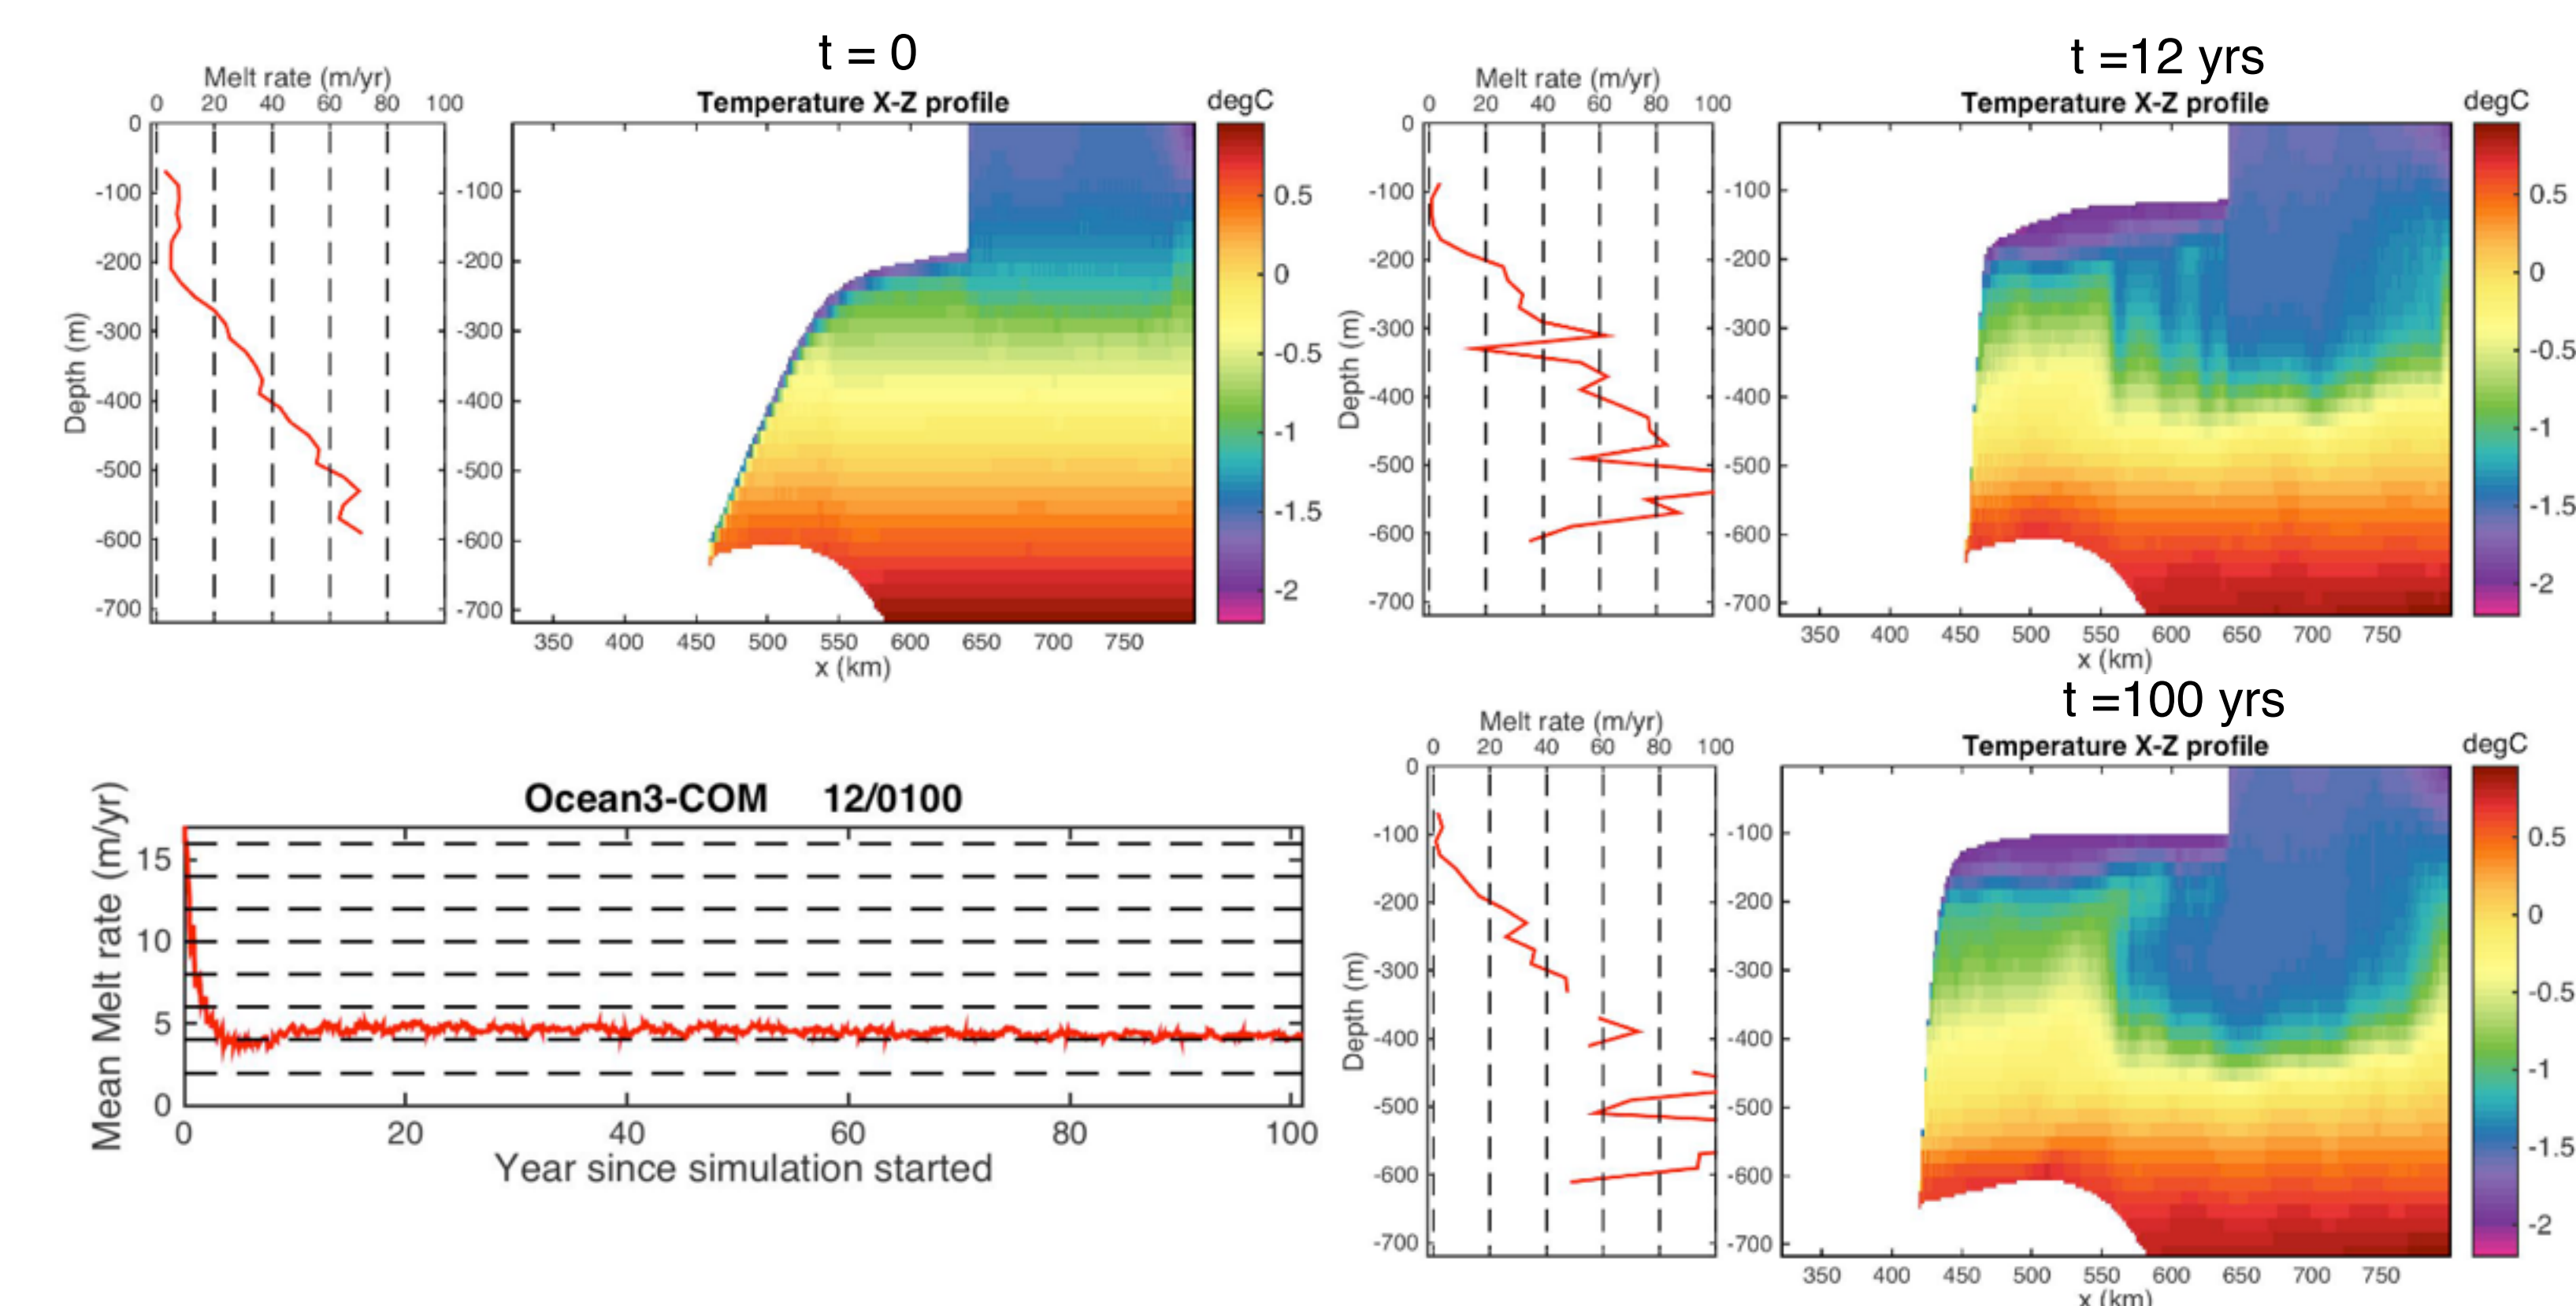 t = 0
Melt rate (m/yr)
0 20 40 60 80 100
Temperature X-Z profile
degC
0
-100
-200
-300
-400
-500
-600
-700
Depth (m)
-100
-200
-300
-400
-500
-600
-700
350 400 450 500 550 600 650 700 750
x (km)
0.5
0
-0.5
-1
-1.5
-2
t =12 yrs
Melt rate (m/yr)
0 20 40 60 80 100
Temperature X-Z profile
degC
0
-100
-200
-300
-400
-500
-600
-700
Depth (m)
-100
-200
-300
-400
-500
-600
-700
350 400 450 500 550 600 650 700 750
x (km)
0.5
0
-0.5
-1
-1.5
-2
Ocean3-COM 12/0100
Mean Melt rate (m/yr)
15
10
5
0
0 20 40 60 80 100
Year since simulation started
t =100 yrs
Melt rate (m/yr)
0 20 40 60 80 100
Temperature X-Z profile
degC
0
-100
-200
-300
-400
-500
-600
-700
Depth (m)
-100
-200
-300
-400
-500
-600
-700
350 400 450 500 550 600 650 700 750
x (km)
0.5
0
-0.5
-1
-1.5
-2